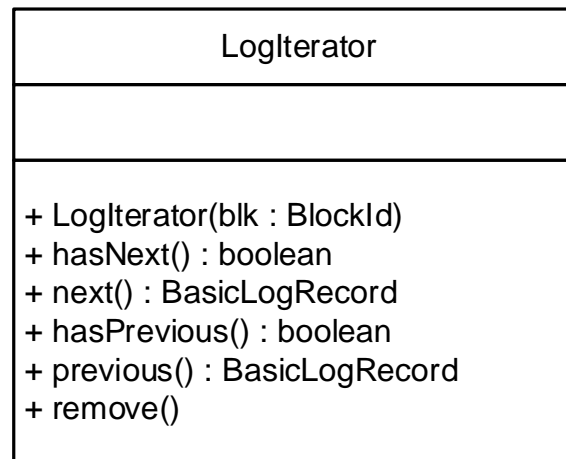 LogIterator
+ LogIterator(blk : BlockId)
+ hasNext() : boolean
+ next() : BasicLogRecord
+ hasPrevious() : boolean
+ previous() : BasicLogRecord
+ remove()